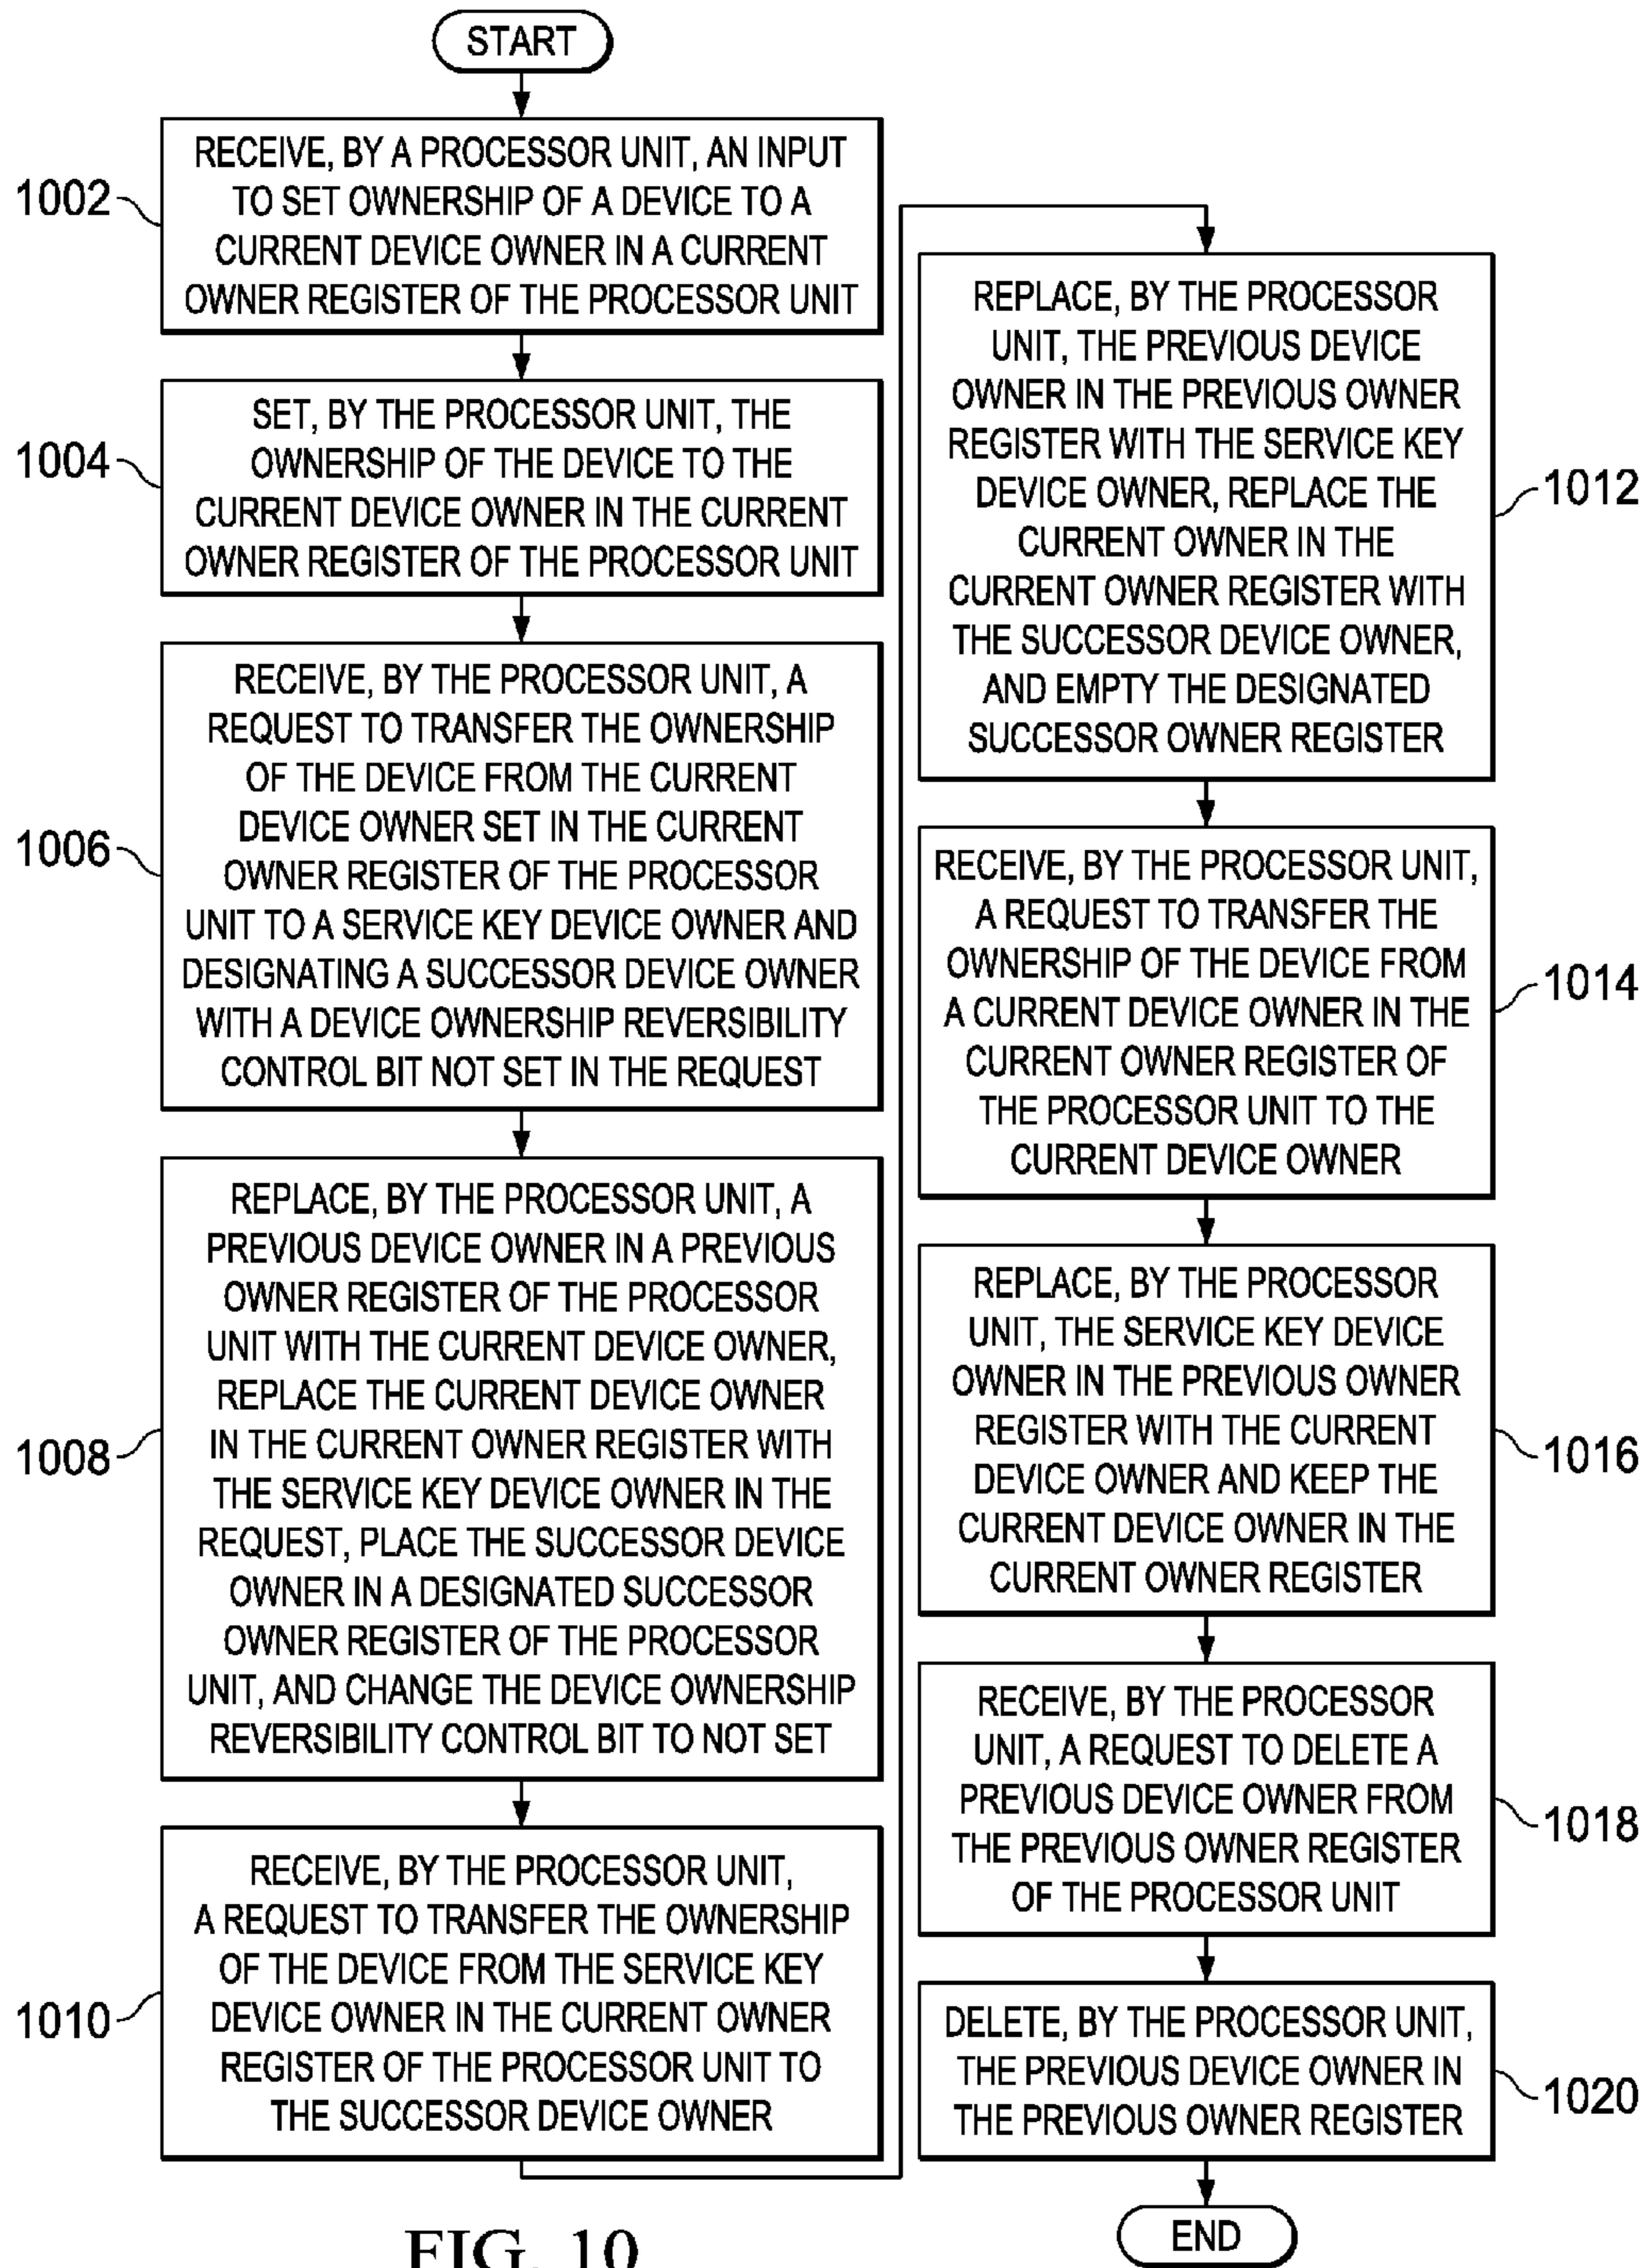 START
1002
RECEIVE, BY A PROCESSOR UNIT, AN INPUT
TO SET OWNERSHIP OF A DEVICE TO A
CURRENT DEVICE OWNER IN A CURRENT
OWNER REGISTER OF THE PROCESSOR UNIT
1004
SET, BY THE PROCESSOR UNIT, THE
OWNERSHIP OF THE DEVICE TO THE
CURRENT DEVICE OWNER IN THE CURRENT
OWNER REGISTER OF THE PROCESSOR UNIT
1006
RECEIVE, BY THE PROCESSOR UNIT, A
REQUEST TO TRANSFER THE OWNERSHIP
OF THE DEVICE FROM THE CURRENT
DEVICE OWNER SET IN THE CURRENT
OWNER REGISTER OF THE PROCESSOR
UNIT TO A SERVICE KEY DEVICE OWNER AND
DESIGNATING A SUCCESSOR DEVICE OWNER
WITH A DEVICE OWNERSHIP REVERSIBILITY
CONTROL BIT NOT SET IN THE REQUEST
1008
REPLACE, BY THE PROCESSOR UNIT, A
PREVIOUS DEVICE OWNER IN A PREVIOUS
OWNER REGISTER OF THE PROCESSOR
UNIT WITH THE CURRENT DEVICE OWNER,
REPLACE THE CURRENT DEVICE OWNER
IN THE CURRENT OWNER REGISTER WITH
THE SERVICE KEY DEVICE OWNER IN THE
REQUEST, PLACE THE SUCCESSOR DEVICE
OWNER IN A DESIGNATED SUCCESSOR
OWNER REGISTER OF THE PROCESSOR
UNIT, AND CHANGE THE DEVICE OWNERSHIP
REVERSIBILITY CONTROL BIT TO NOT SET
1010
RECEIVE, BY THE PROCESSOR UNIT,
A REQUEST TO TRANSFER THE OWNERSHIP
OF THE DEVICE FROM THE SERVICE KEY
DEVICE OWNER IN THE CURRENT OWNER
REGISTER OF THE PROCESSOR UNIT TO
THE SUCCESSOR DEVICE OWNER
REPLACE, BY THE PROCESSOR
UNIT, THE PREVIOUS DEVICE
OWNER IN THE PREVIOUS OWNER
REGISTER WITH THE SERVICE KEY
DEVICE OWNER, REPLACE THE
CURRENT OWNER IN THE
CURRENT OWNER REGISTER WITH
THE SUCCESSOR DEVICE OWNER,
AND EMPTY THE DESIGNATED
SUCCESSOR OWNER REGISTER
1012
RECEIVE, BY THE PROCESSOR UNIT,
A REQUEST TO TRANSFER THE
OWNERSHIP OF THE DEVICE FROM
A CURRENT DEVICE OWNER IN THE
CURRENT OWNER REGISTER OF
THE PROCESSOR UNIT TO THE
CURRENT DEVICE OWNER
1014
REPLACE, BY THE PROCESSOR
UNIT, THE SERVICE KEY DEVICE
OWNER IN THE PREVIOUS OWNER
REGISTER WITH THE CURRENT
DEVICE OWNER AND KEEP THE
CURRENT DEVICE OWNER IN THE
CURRENT OWNER REGISTER
1016
RECEIVE, BY THE PROCESSOR
UNIT, A REQUEST TO DELETE A
PREVIOUS DEVICE OWNER FROM
THE PREVIOUS OWNER REGISTER
OF THE PROCESSOR UNIT
1018
DELETE, BY THE PROCESSOR UNIT,
THE PREVIOUS DEVICE OWNER IN
THE PREVIOUS OWNER REGISTER
1020
END
FIG. 10